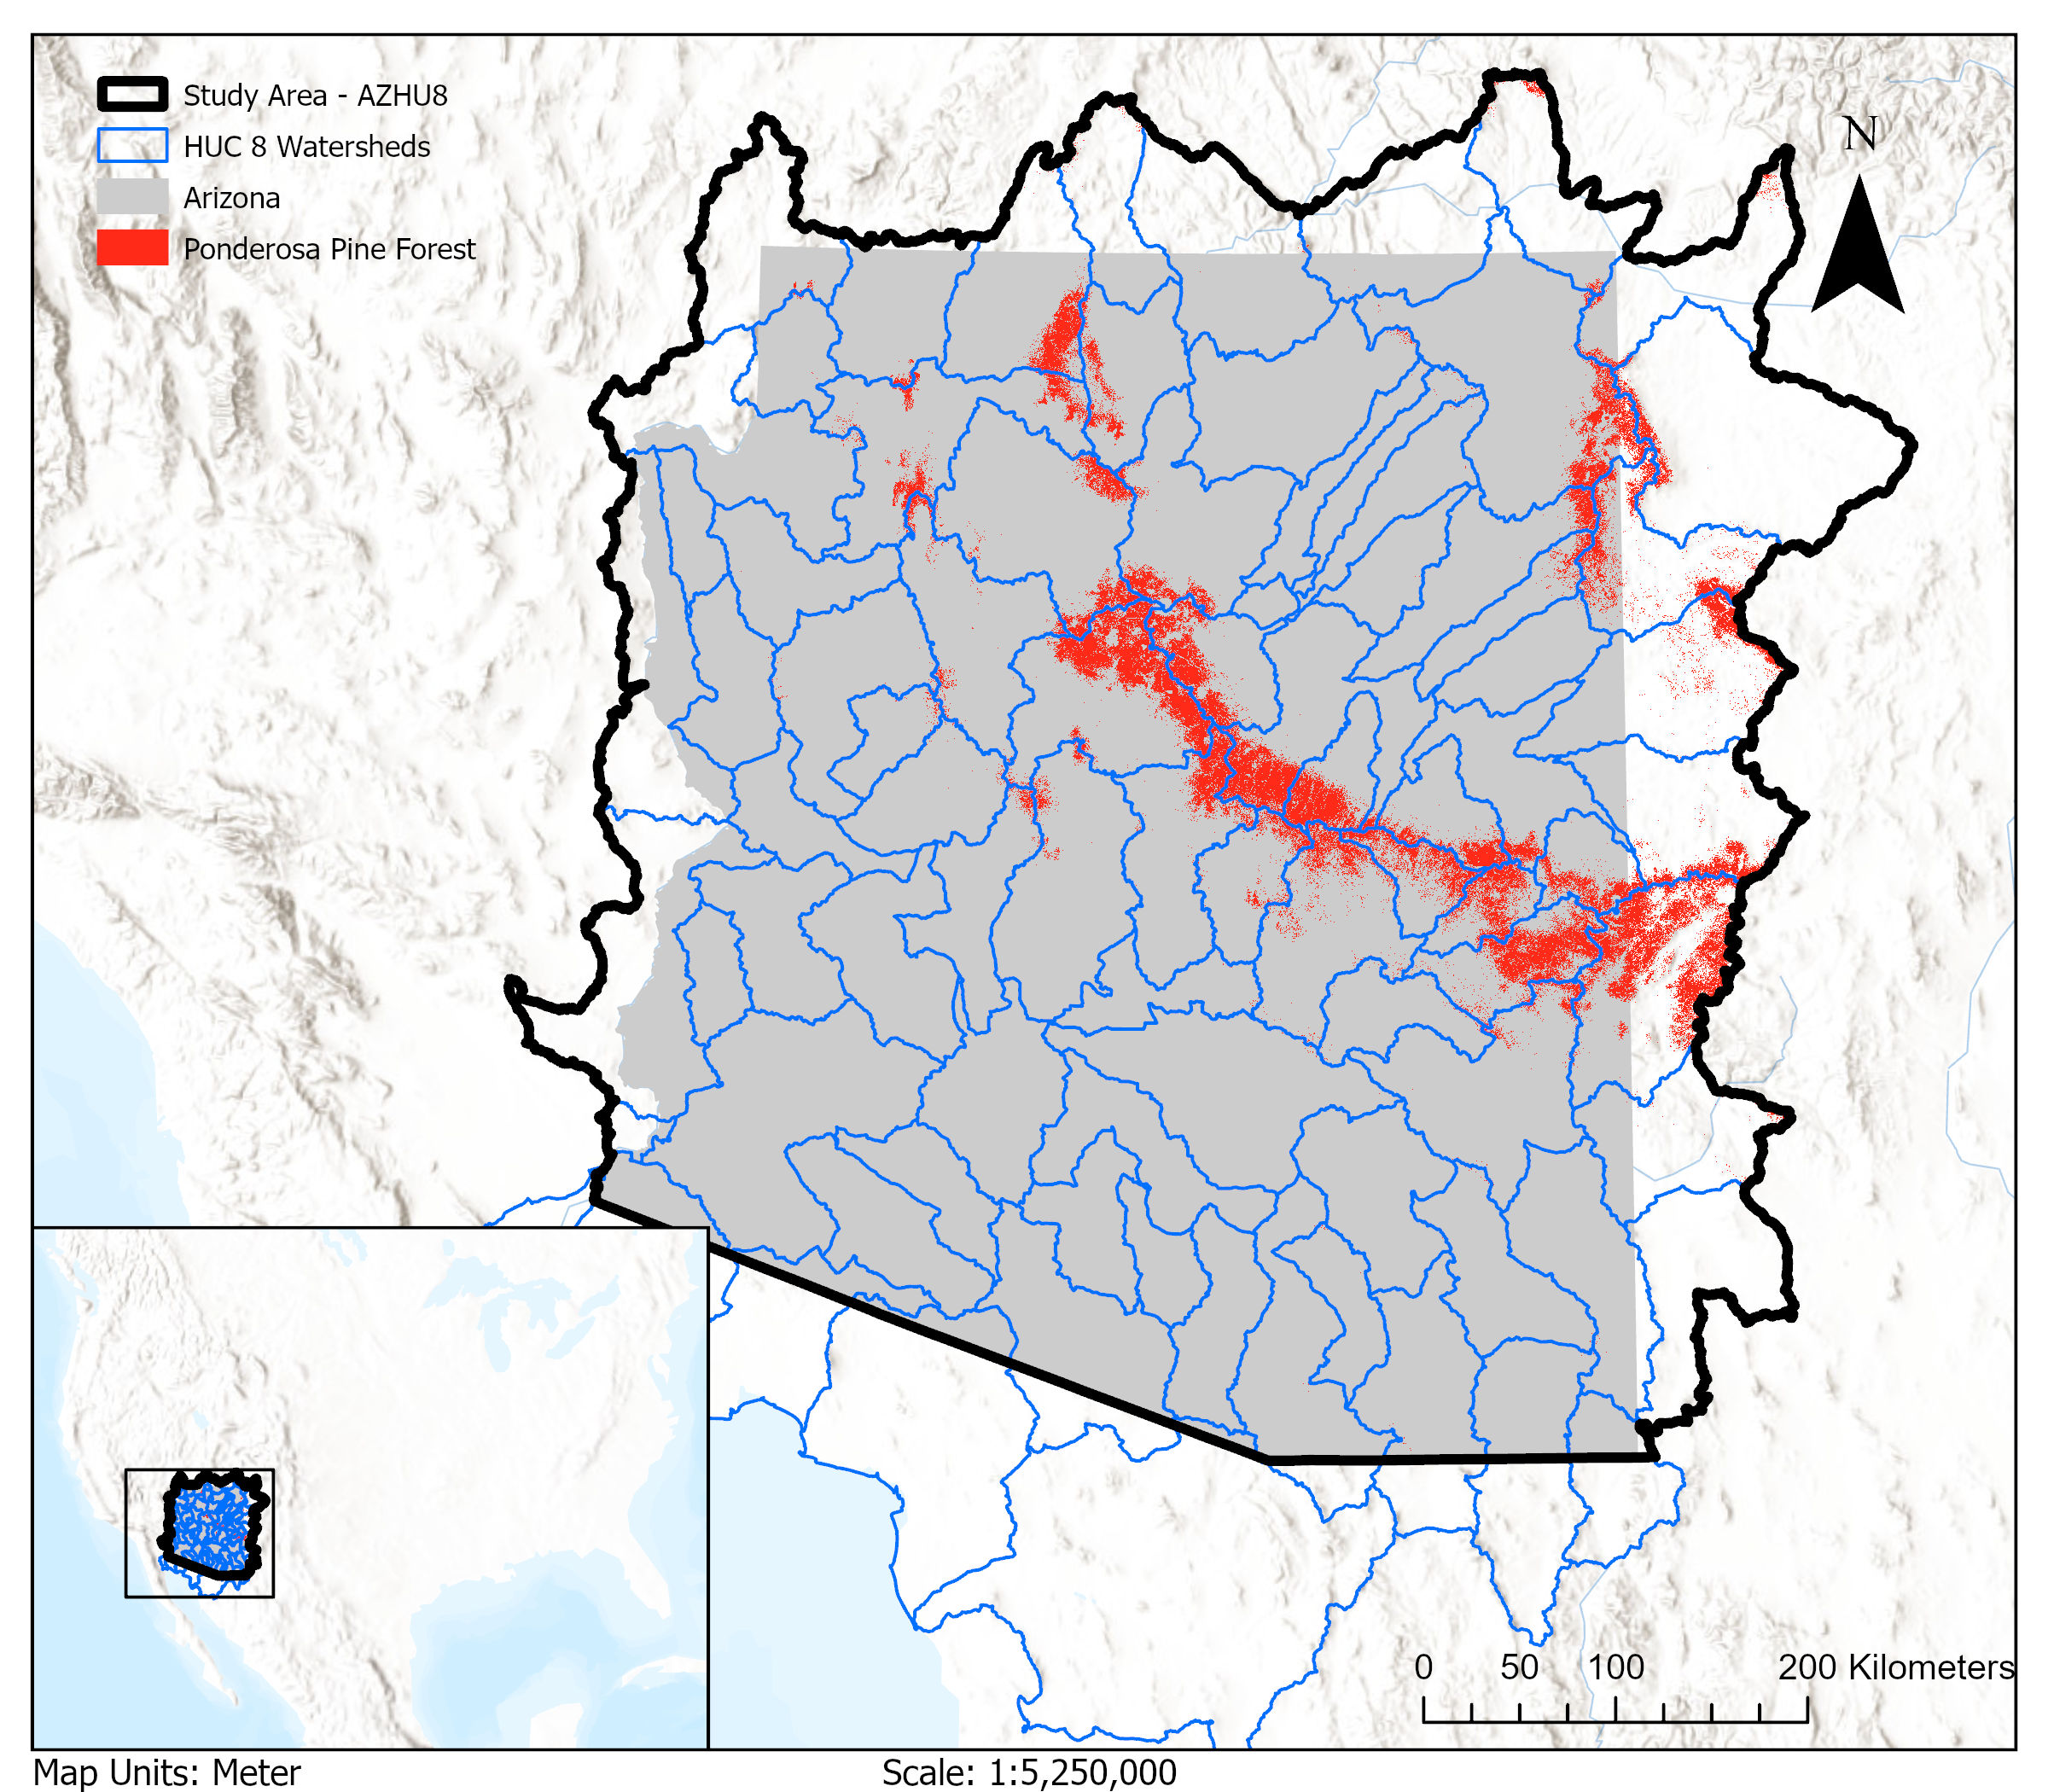 Study Area - AZHU8
HUC 8 Watersheds
Arizona
Ponderosa Pine Forest
N
0 50 100 200 Kilometers
Map Units: Meter
Scale: 1:5,250,000